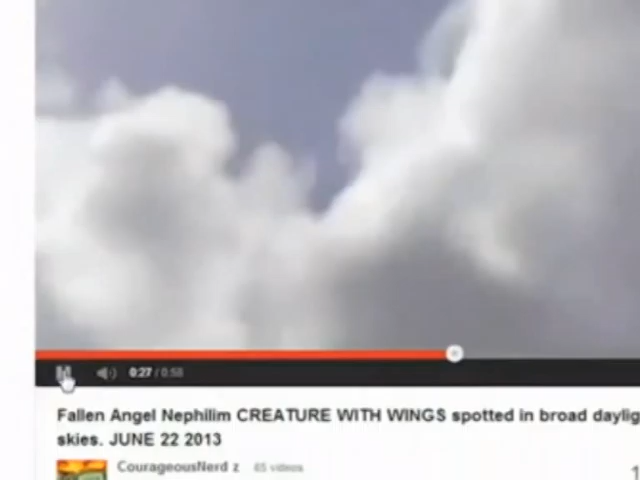 0:27 / 0:58
Fallen Angel Nephilim CREATURE WITH WINGS spotted in broad daylig
skies. JUNE 22 2013
CourageousNerd z 65 videos
1